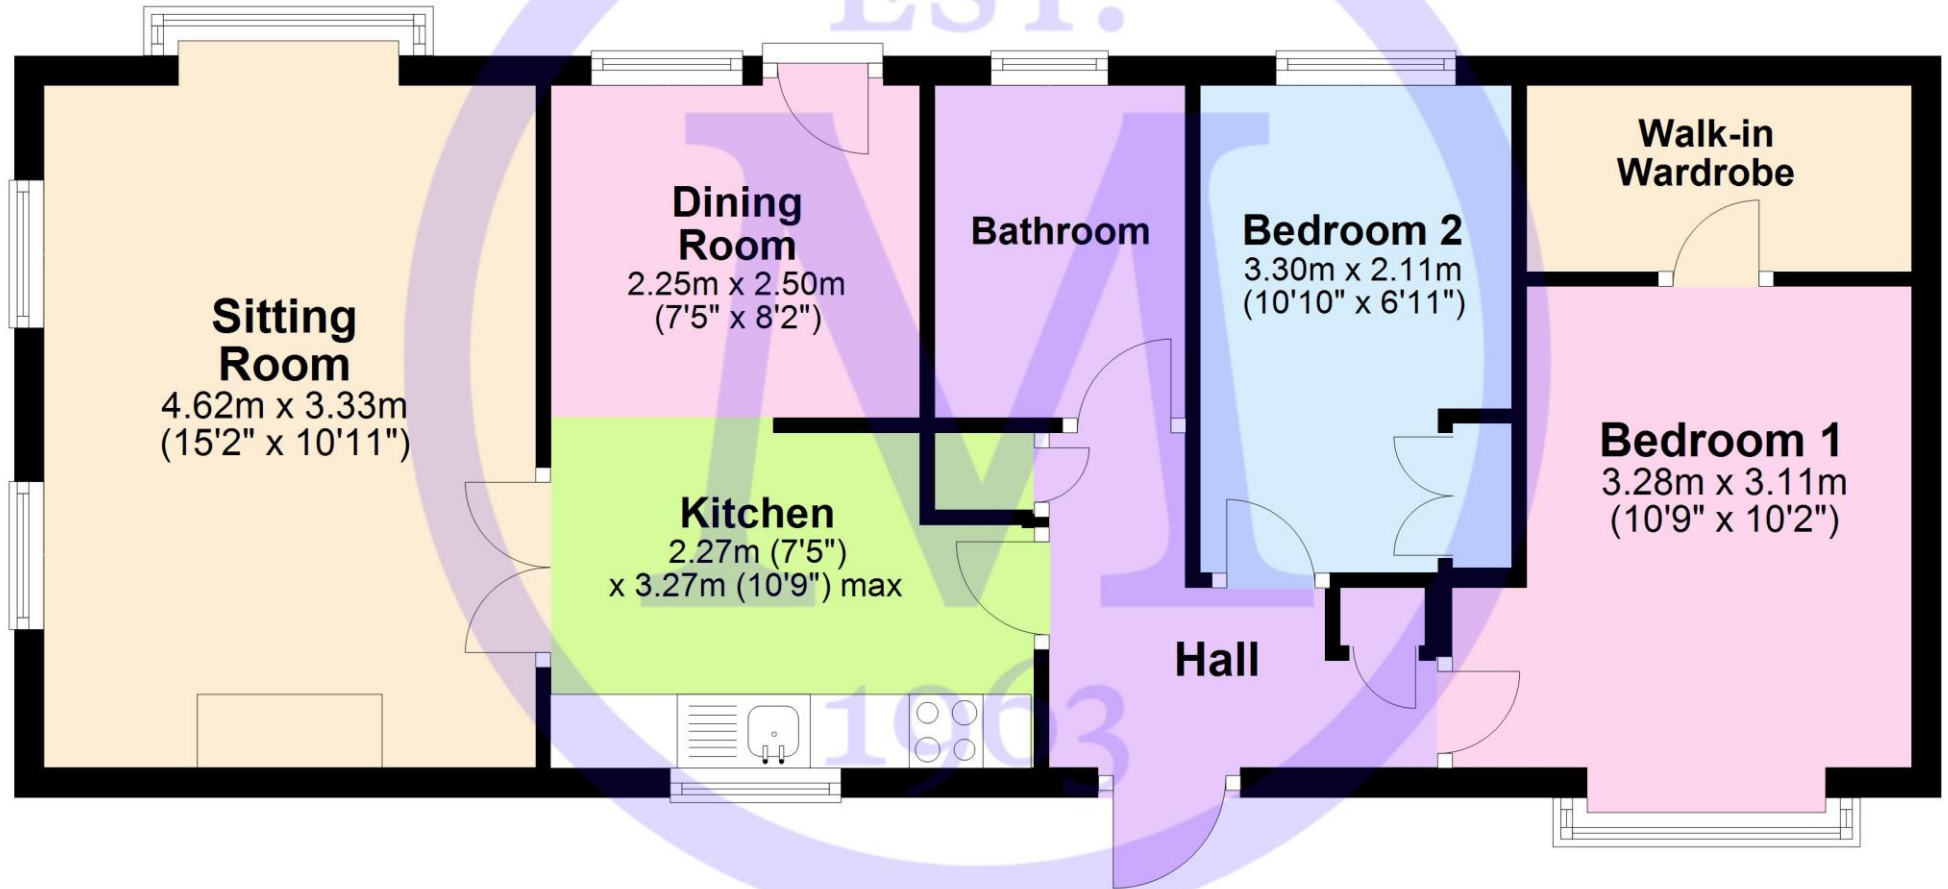 EST.
Sitting
Room
4.62m x 3.33m
(15'2" x 10'11")
Dining
Room
2.25m x 2.50m
(7'5" x 8'2")
Kitchen
2.27m (7'5")
x 3.27m (10'9") max
Bathroom
Bedroom 2
3.30m x 2.11m
(10'10" x 6'11")
Walk-in
Wardrobe
Bedroom 1
3.28m x 3.11m
(10'9" x 10'2")
Hall
M
1963